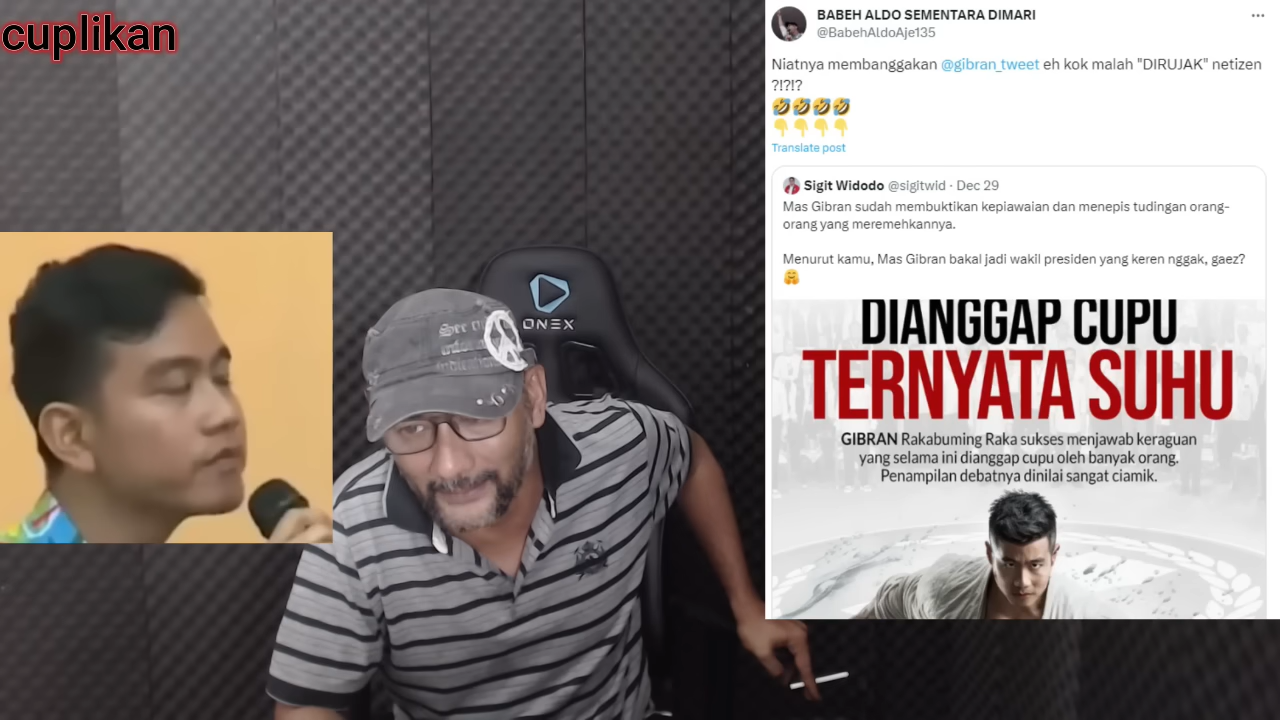 cuplikan
BABEH ALDO SEMENTARA DIMARI
@BabehAldoAje135
Niatnya membanggakan @gibran_tweet eh kok malah "DIRUJAK" netizen
?!?!?
Translate post
Sigit Widodo @sigitwid · Dec 29
Mas Gibran sudah membuktikan kepiawaian dan menepis tudingan orang-
orang yang meremehkannya.
Menurut kamu, Mas Gibran bakal jadi wakil presiden yang keren nggak, gaez?
DIANGGAP CUPU
TERNYATA SUHU
GIBRAN Rakabuming Raka sukses menjawab keraguan
yang selama ini dianggap cupu oleh banyak orang.
Penampilan debatnya dinilai sangat ciamik.
ONEX